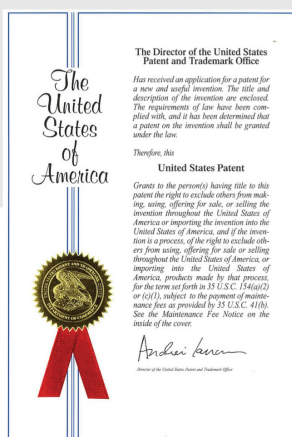 The
United
States
of
America
The Director of the United States
Patent and Trademark Office
Has received an application for a patent for
a new and useful invention. The title and
description of the invention are enclosed.
The requirements of law have been com-
plied with, and it has been determined that
a patent on the invention shall be granted
under the law.
Therefore, this
United States Patent
Grants to the person(s) having title to this
patent the right to exclude others from mak-
ing, using, offering for sale, or selling the
invention throughout the United States of
America or importing the invention into the
United States of America, and if the inven-
tion is a process, of the right to exclude oth-
ers from using, offering for sale or selling
throughout the United States of America, or
importing into the United States of
America, products made by that process,
for the term set forth in 35 U.S.C. 154(a)(2)
or (c)(1), subject to the payment of mainte-
nance fees as provided by 35 U.S.C. 41(b).
See the Maintenance Fee Notice on the
inside of the cover.
Director of the United States Patent and Trademark Office